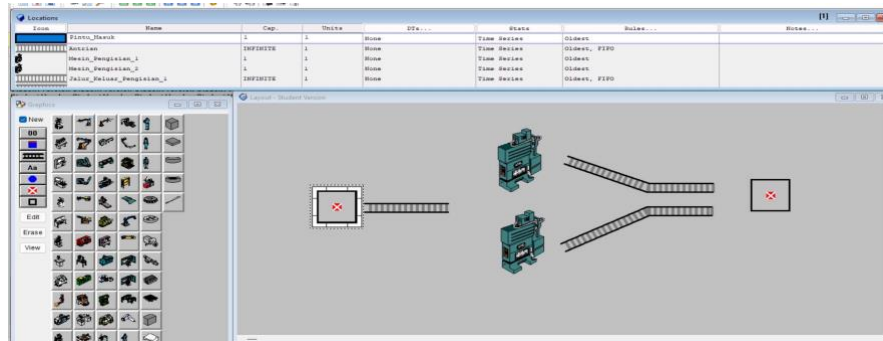 Locations [1]
Icon Name Cap. Units DTs... Stats Rules... Notes...
Pintu_Masuk 1 1 None Time Series Oldest
Antrian INFINITE 1 None Time Series Oldest, FIFO
Mesin_Pengisian_1 1 None Time Series Oldest
Mesin_Pengisian_2 1 None Time Series Oldest
Jalur_Keluar_Pengisian_1 INFINITE 1 None Time Series Oldest, FIFO
Graphics
Layout - Student Version
New
00
Aa
Edit
Erase
View